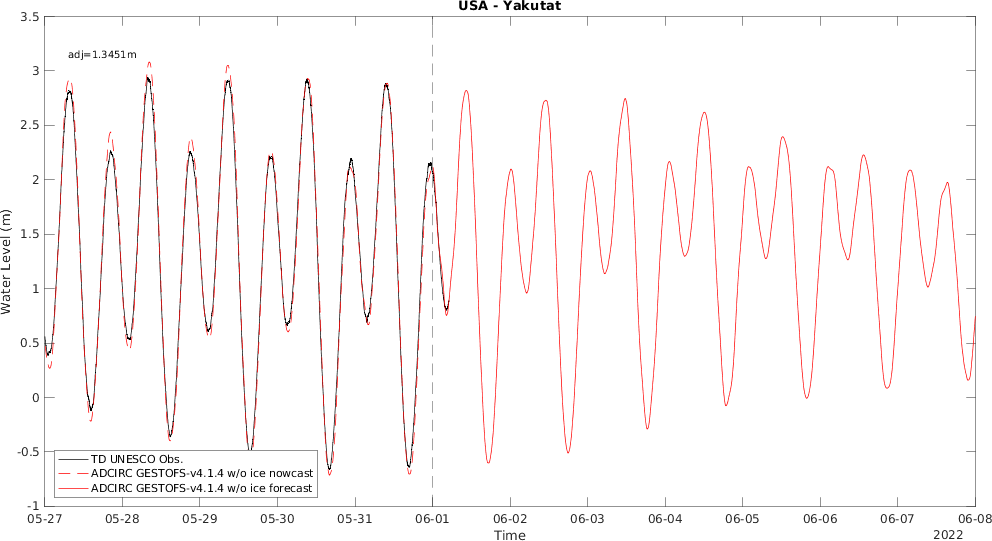 USA - Yakutat
adj=1.3451m
3.5
3
2.5
2
1.5
1
0.5
0
-0.5
-1
Water Level (m)
TD UNESCO Obs.
ADCIRC GESTOFS-v4.1.4 w/o ice nowcast
ADCIRC GESTOFS-v4.1.4 w/o ice forecast
05-27 05-28 05-29 05-30 05-31 06-01 06-02 06-03 06-04 06-05 06-06 06-07 06-08
Time
2022